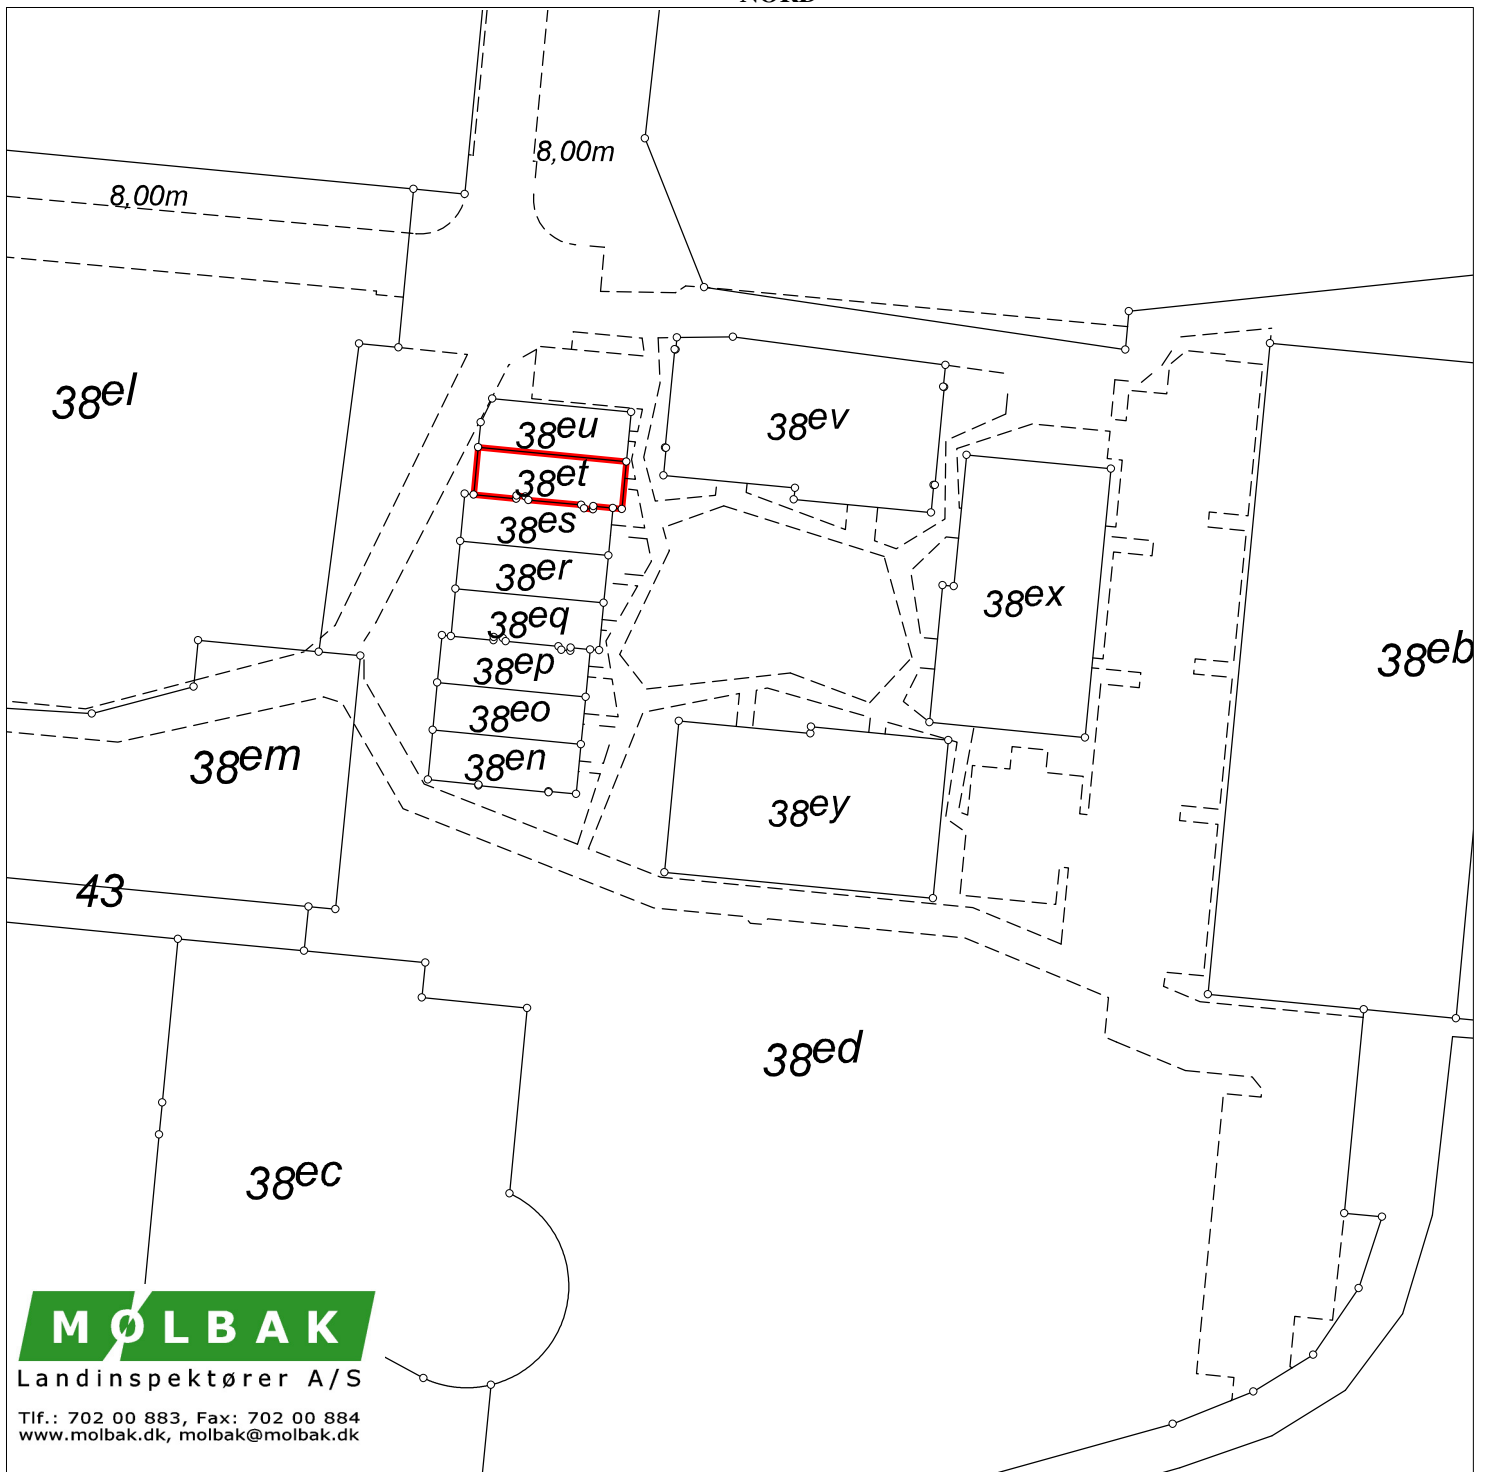 NORD
8,00m
8,00m
38el
38eu
38et
38es
38er
38eq
38ep
38eo
38en
38ev
38ex
38eb
38em
38ey
43
38ed
38ec
MØLBAK
Landinspektører A/S
Tlf.: 702 00 883, Fax: 702 00 884
www.molbak.dk, molbak@molbak.dk